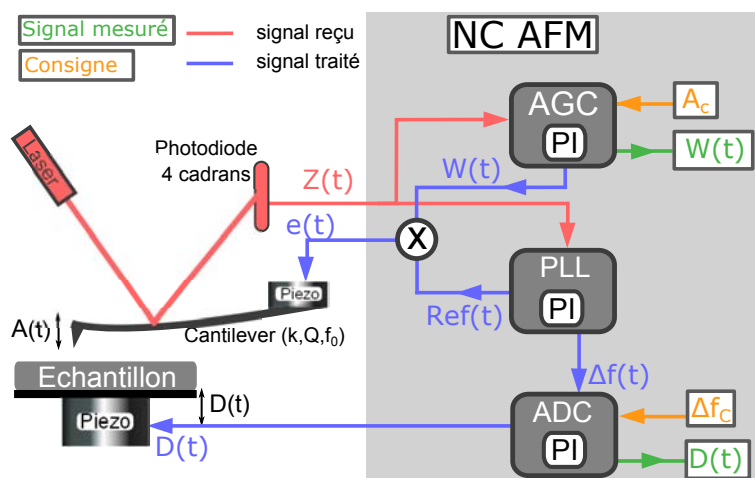 Signal mesuré
Consigne
signal reçu
signal traité
NC AFM
Laser
Photodiode
4 cadrans
Z(t)
AGC
PI
A_c
W(t)
W(t)
e(t)
X
PLL
PI
Ref(t)
Piezo
A(t)
Cantilever (k,Q,f₀)
Δf(t)
Echantillon
D(t)
Piezo
D(t)
ADC
PI
Δf_C
D(t)